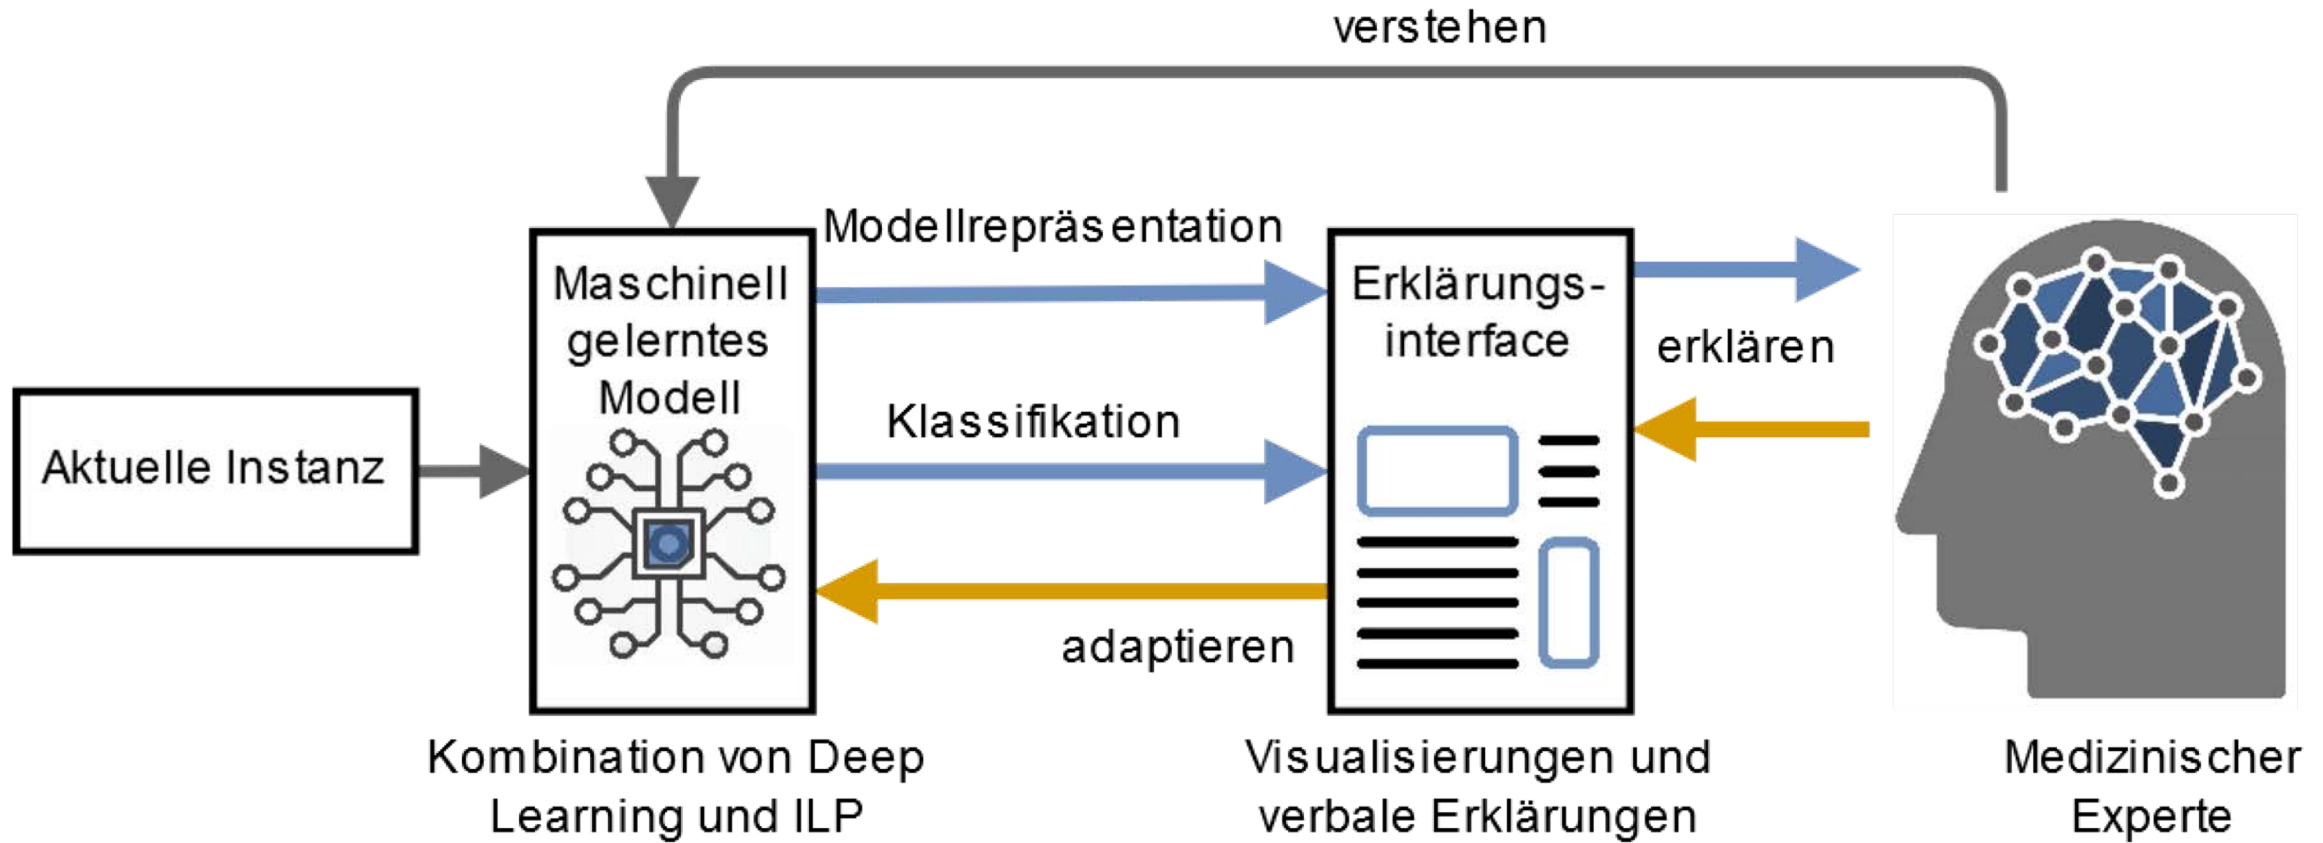 verstehen
Modellrepräsentation
Maschinell
gelerntes
Modell
Erklärungs-
interface
erklären
Klassifikation
Aktuelle Instanz
adaptieren
Kombination von Deep
Learning und ILP
Visualisierungen und
verbale Erklärungen
Medizinischer
Experte